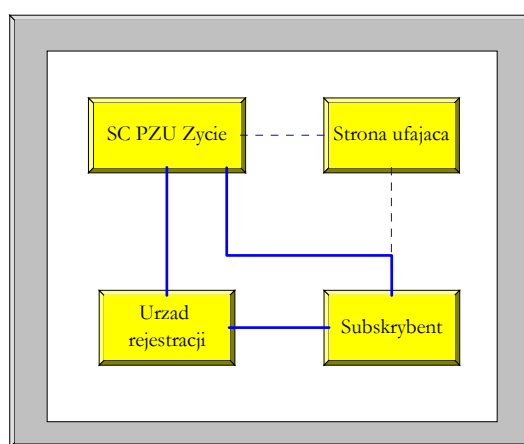 SC PZU Zycie
Strona ufajaca
Urzad
rejestracji
Subskrybent